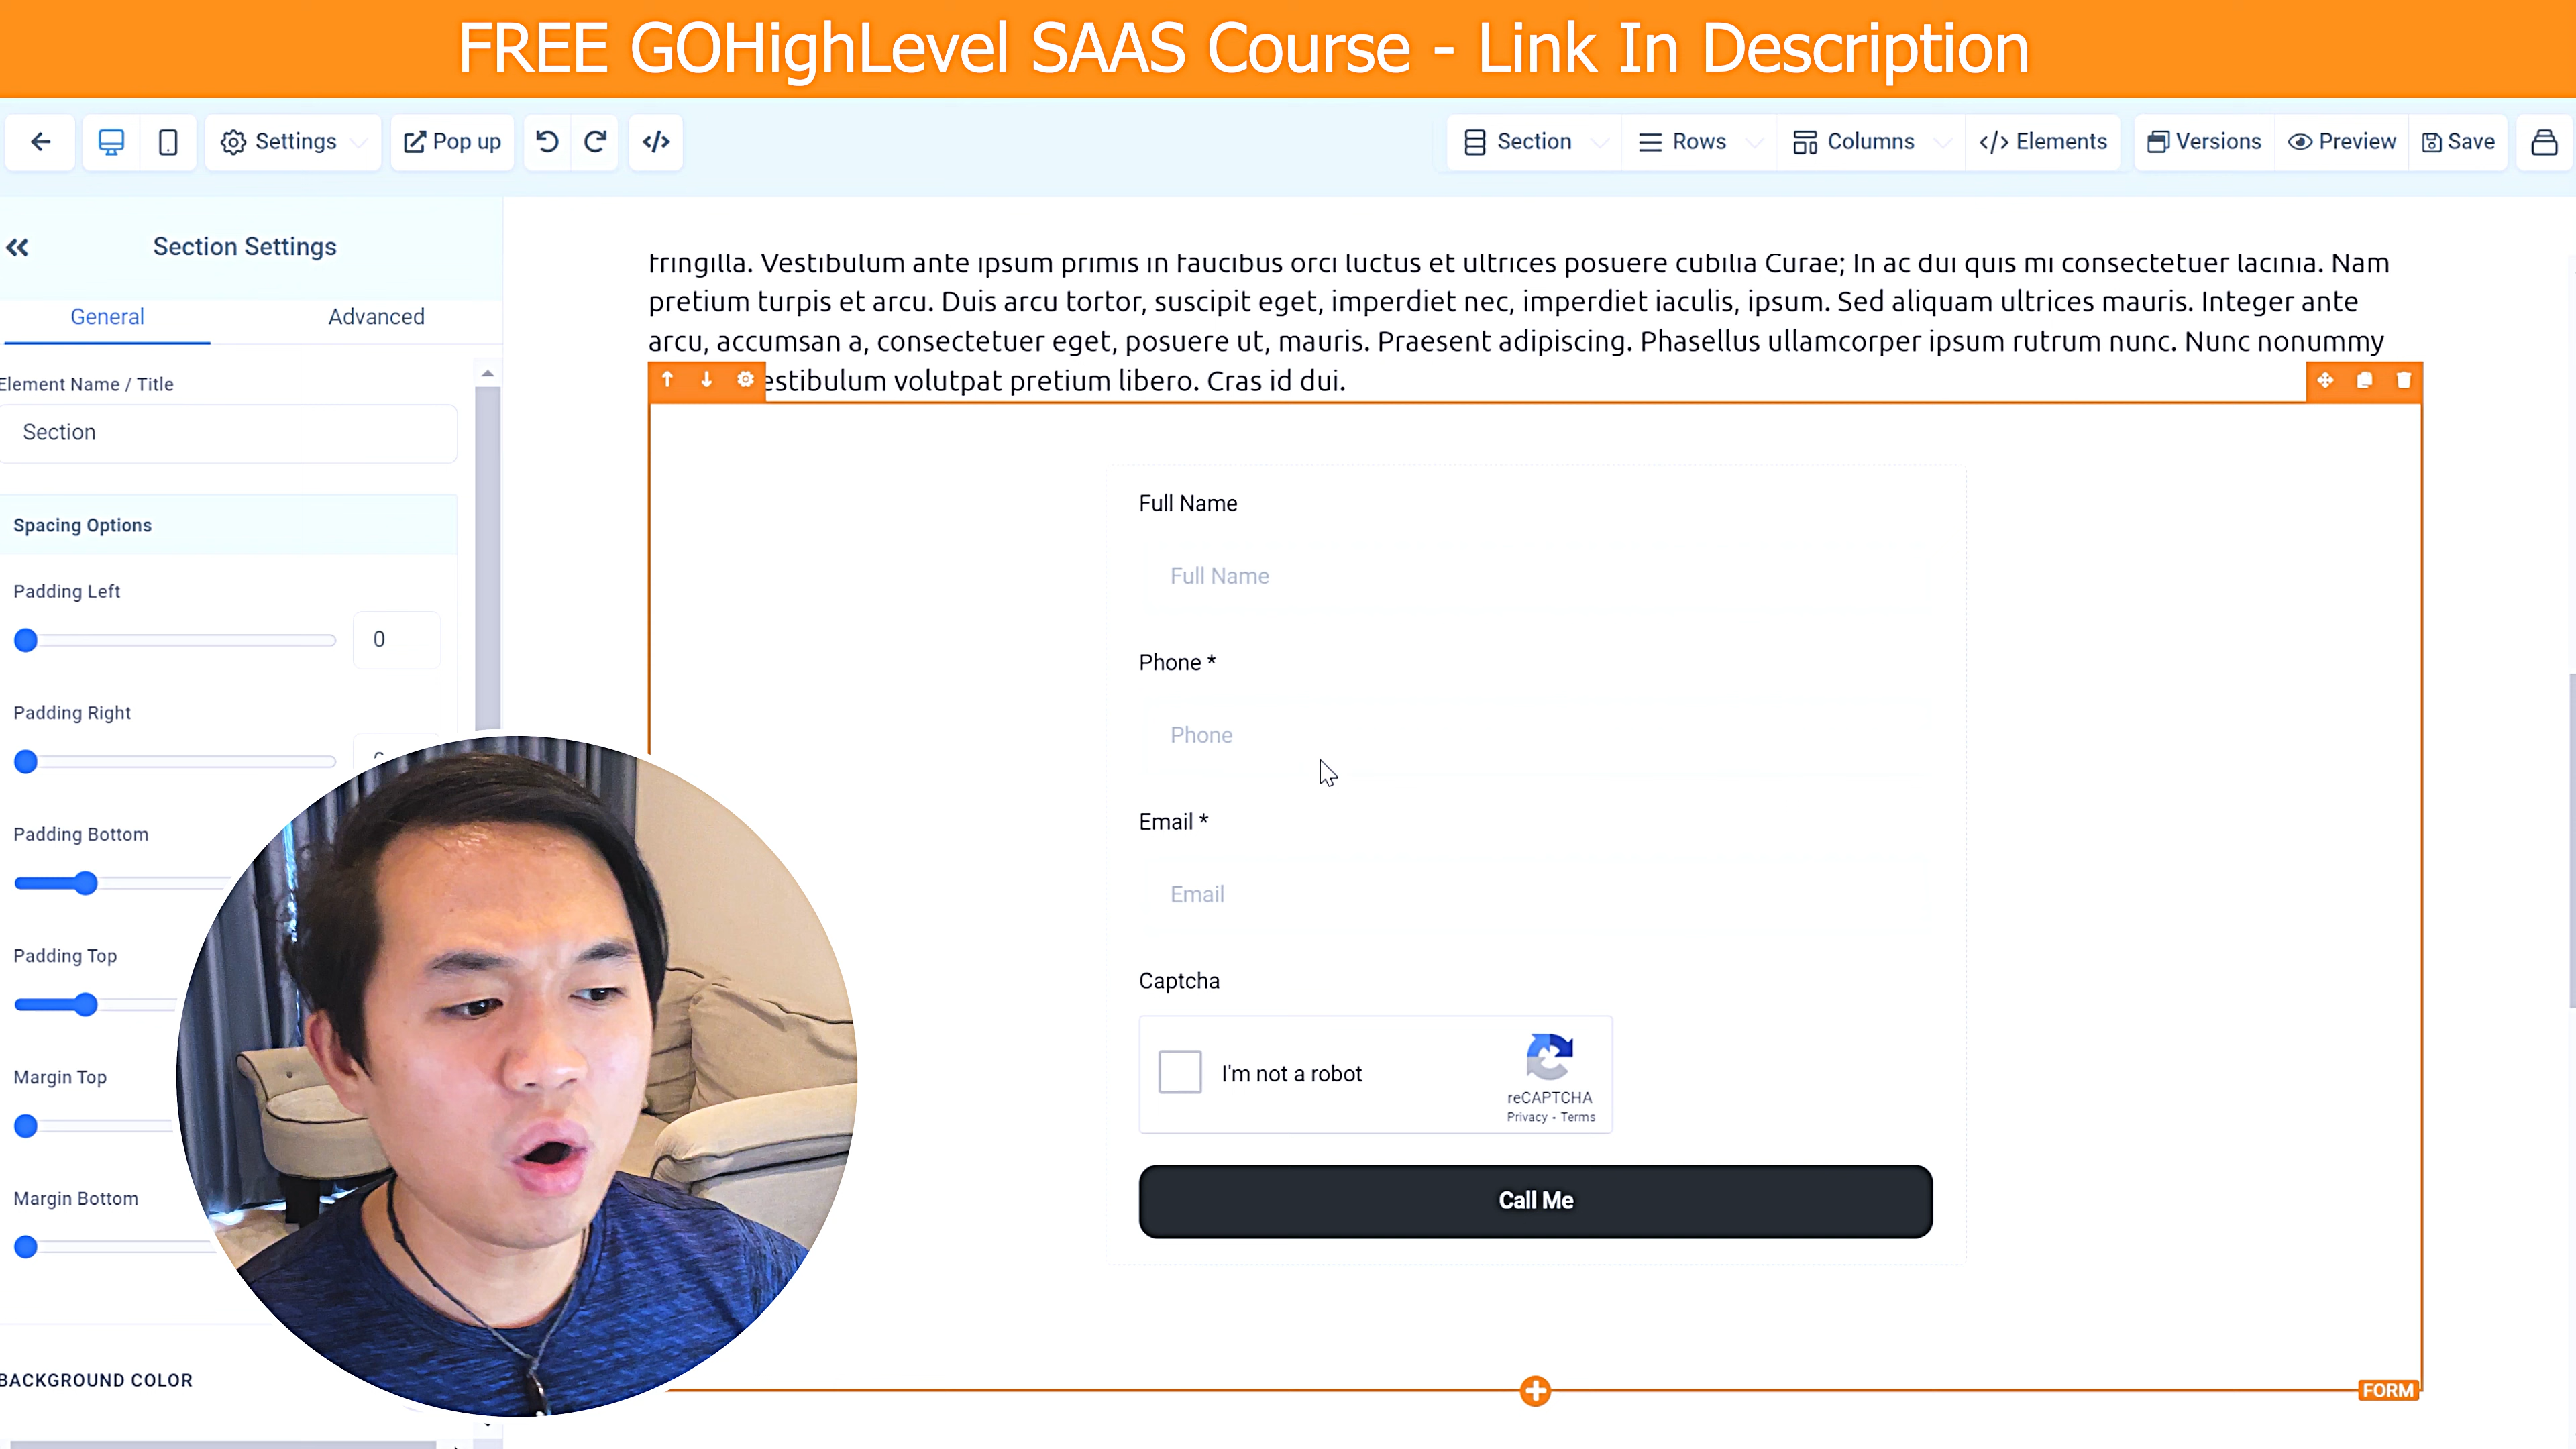 FREE GOHighLevel SAAS Course - Link In Description
Settings
Pop up
Section
Rows
Columns
</> Elements
Versions
Preview
Save
Section Settings
General
Advanced
Element Name / Title
Section
Spacing Options
Padding Left
0
Padding Right
Padding Bottom
Padding Top
Margin Top
Margin Bottom
BACKGROUND COLOR
fringilla. Vestibulum ante ipsum primis in faucibus orci luctus et ultrices posuere cubilia Curae; In ac dui quis mi consectetuer lacinia. Nam
pretium turpis et arcu. Duis arcu tortor, suscipit eget, imperdiet nec, imperdiet iaculis, ipsum. Sed aliquam ultrices mauris. Integer ante
arcu, accumsan a, consectetuer eget, posuere ut, mauris. Praesent adipiscing. Phasellus ullamcorper ipsum rutrum nunc. Nunc nonummy
estibulum volutpat pretium libero. Cras id dui.
Full Name
Full Name
Phone *
Phone
Email *
Email
Captcha
I'm not a robot
reCAPTCHA
Privacy - Terms
Call Me
FORM